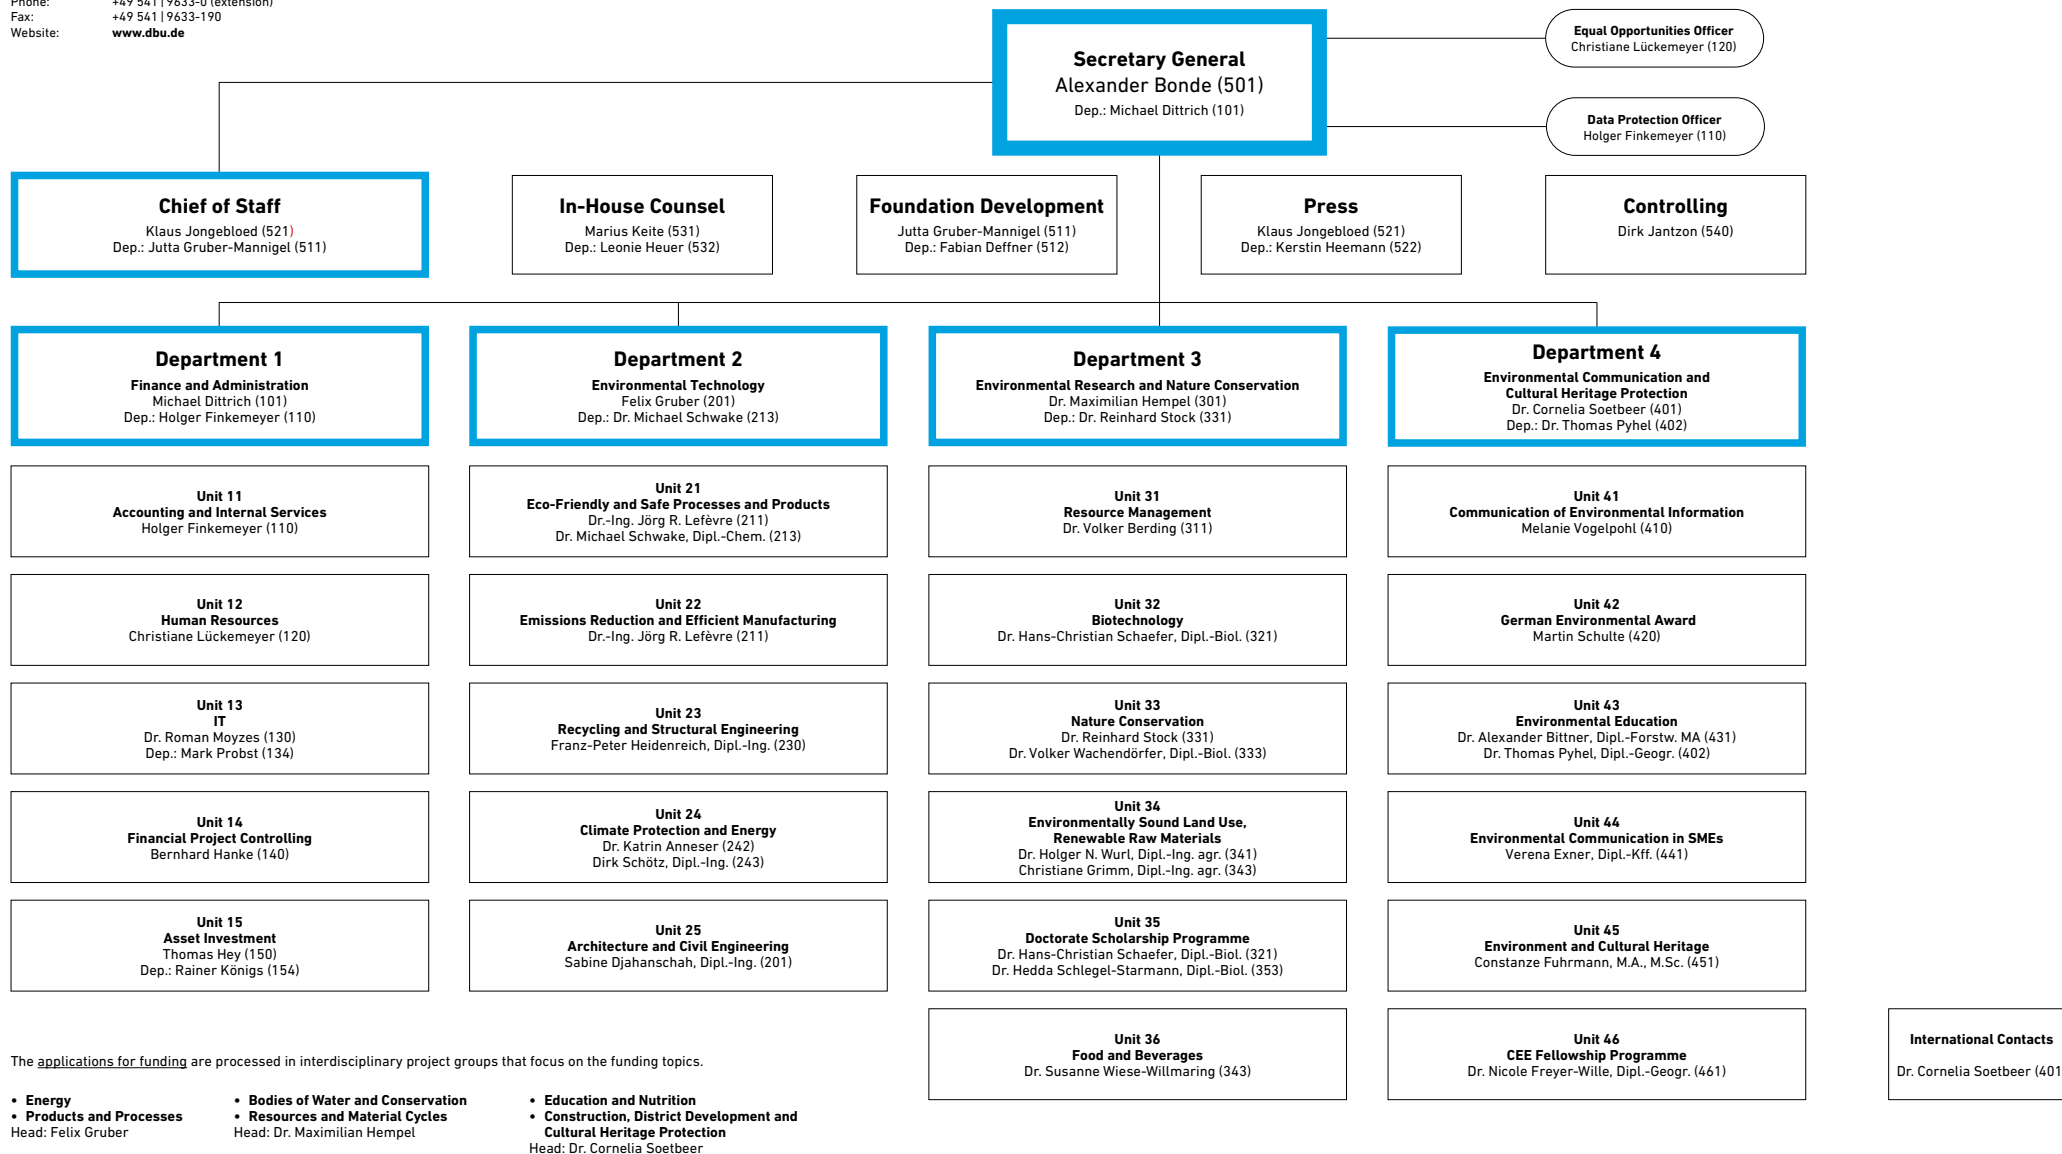 Phone: +49 541 | 9633-0 (extension)
Fax: +49 541 | 9633-190
Website: www.dbu.de
Secretary General
Alexander Bonde (501)
Dep.: Michael Dittrich (101)
Equal Opportunities Officer
Christiane Lückemeyer (120)
Data Protection Officer
Holger Finkemeyer (110)
Chief of Staff
Klaus Jongebloed (521)
Dep.: Jutta Gruber-Mannigel (511)
In-House Counsel
Marius Keite (531)
Dep.: Leonie Heuer (532)
Foundation Development
Jutta Gruber-Mannigel (511)
Dep.: Fabian Deffner (512)
Press
Klaus Jongebloed (521)
Dep.: Kerstin Heemann (522)
Controlling
Dirk Jantzon (540)
Department 1
Finance and Administration
Michael Dittrich (101)
Dep.: Holger Finkemeyer (110)
Department 2
Environmental Technology
Felix Gruber (201)
Dep.: Dr. Michael Schwake (213)
Department 3
Environmental Research and Nature Conservation
Dr. Maximilian Hempel (301)
Dep.: Dr. Reinhard Stock (331)
Department 4
Environmental Communication and
Cultural Heritage Protection
Dr. Cornelia Soetbeer (401)
Dep.: Dr. Thomas Pyhel (402)
Unit 11
Accounting and Internal Services
Holger Finkemeyer (110)
Unit 21
Eco-Friendly and Safe Processes and Products
Dr.-Ing. Jörg R. Lefèvre (211)
Dr. Michael Schwake, Dipl.-Chem. (213)
Unit 31
Resource Management
Dr. Volker Berding (311)
Unit 41
Communication of Environmental Information
Melanie Vogelpohl (410)
Unit 12
Human Resources
Christiane Lückemeyer (120)
Unit 22
Emissions Reduction and Efficient Manufacturing
Dr.-Ing. Jörg R. Lefèvre (211)
Unit 32
Biotechnology
Dr. Hans-Christian Schaefer, Dipl.-Biol. (321)
Unit 42
German Environmental Award
Martin Schulte (420)
Unit 13
IT
Dr. Roman Moyzes (130)
Dep.: Mark Probst (134)
Unit 23
Recycling and Structural Engineering
Franz-Peter Heidenreich, Dipl.-Ing. (230)
Unit 33
Nature Conservation
Dr. Reinhard Stock (331)
Dr. Volker Wachendörfer, Dipl.-Biol. (333)
Unit 43
Environmental Education
Dr. Alexander Bittner, Dipl.-Forstw. MA (431)
Dr. Thomas Pyhel, Dipl.-Geogr. (402)
Unit 14
Financial Project Controlling
Bernhard Hanke (140)
Unit 24
Climate Protection and Energy
Dr. Katrin Anneser (242)
Dirk Schötz, Dipl.-Ing. (243)
Unit 34
Environmentally Sound Land Use,
Renewable Raw Materials
Dr. Holger N. Wurl, Dipl.-Ing. agr. (341)
Christiane Grimm, Dipl.-Ing. agr. (343)
Unit 44
Environmental Communication in SMEs
Verena Exner, Dipl.-Kff. (441)
Unit 15
Asset Investment
Thomas Hey (150)
Dep.: Rainer Königs (154)
Unit 25
Architecture and Civil Engineering
Sabine Djahanschah, Dipl.-Ing. (201)
Unit 35
Doctorate Scholarship Programme
Dr. Hans-Christian Schaefer, Dipl.-Biol. (321)
Dr. Hedda Schlegel-Starmann, Dipl.-Biol. (353)
Unit 45
Environment and Cultural Heritage
Constanze Fuhrmann, M.A., M.Sc. (451)
Unit 36
Food and Beverages
Dr. Susanne Wiese-Willmaring (343)
Unit 46
CEE Fellowship Programme
Dr. Nicole Freyer-Wille, Dipl.-Geogr. (461)
International Contacts
Dr. Cornelia Soetbeer (401
The applications for funding are processed in interdisciplinary project groups that focus on the funding topics.
• Energy
• Products and Processes
Head: Felix Gruber
• Bodies of Water and Conservation
• Resources and Material Cycles
Head: Dr. Maximilian Hempel
• Education and Nutrition
• Construction, District Development and
Cultural Heritage Protection
Head: Dr. Cornelia Soetbeer